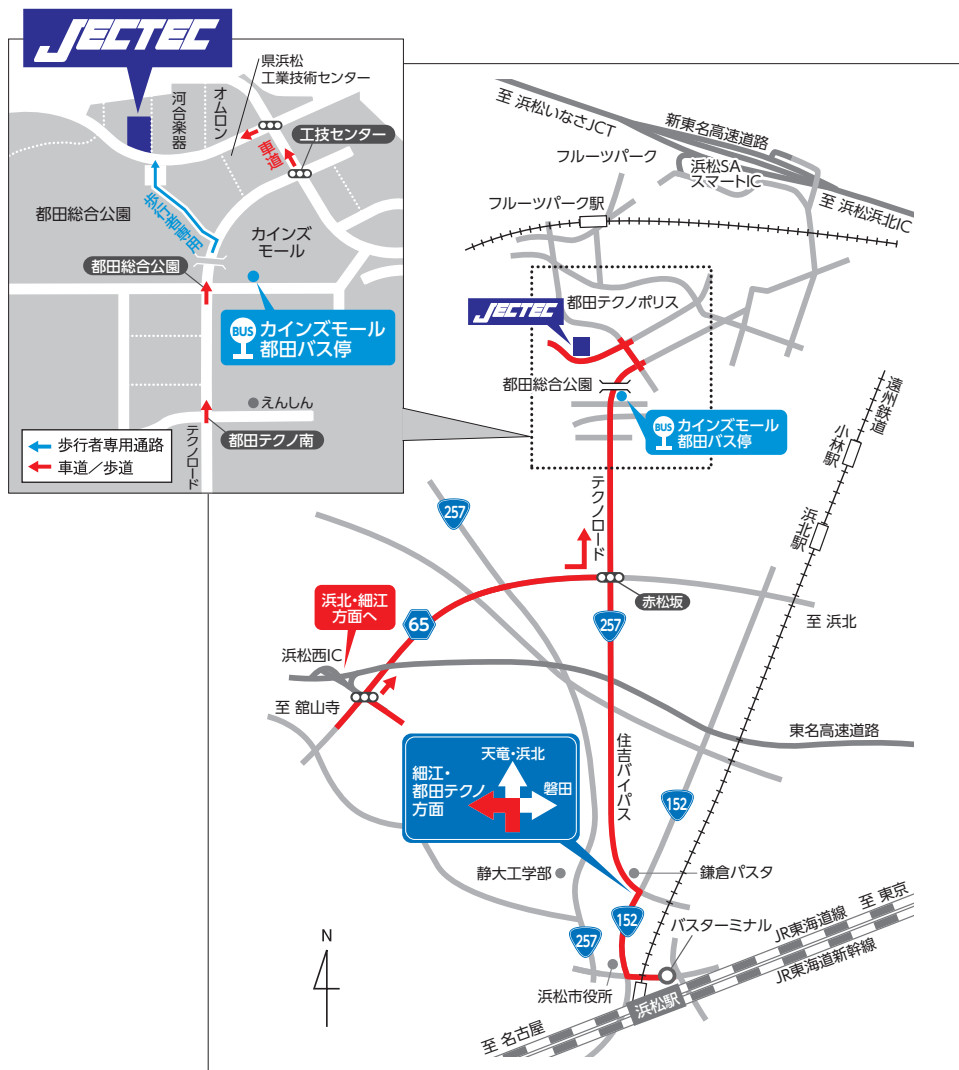 JECTEC
県浜松
工業技術センター
オムロン
河合楽器
工技センター
車道
都田総合公園
歩行者専用
カインズ
モール
都田総合公園
BUS
カインズモール
都田バス停
えんしん
都田テクノ南
テクノロード
歩行者専用通路
車道／歩道
至 浜松いなさJCT
新東名高速道路
フルーツパーク
浜松SA
スマートIC
至 浜松浜北IC
フルーツパーク駅
都田テクノポリス
JECTEC
都田総合公園
BUS
カインズモール
都田バス停
遠州鉄道
小林駅
浜北駅
テクノロード
257
赤松坂
257
至 浜北
浜北・細江
方面へ
65
浜松西IC
至 舘山寺
東名高速道路
住吉バイパス
天竜・浜北
細江・
都田テクノ
方面
磐田
152
静大工学部
鎌倉パスタ
152
257
バスターミナル
浜松市役所
浜松駅
JR東海道線
至 東京
JR東海道新幹線
至 名古屋
N